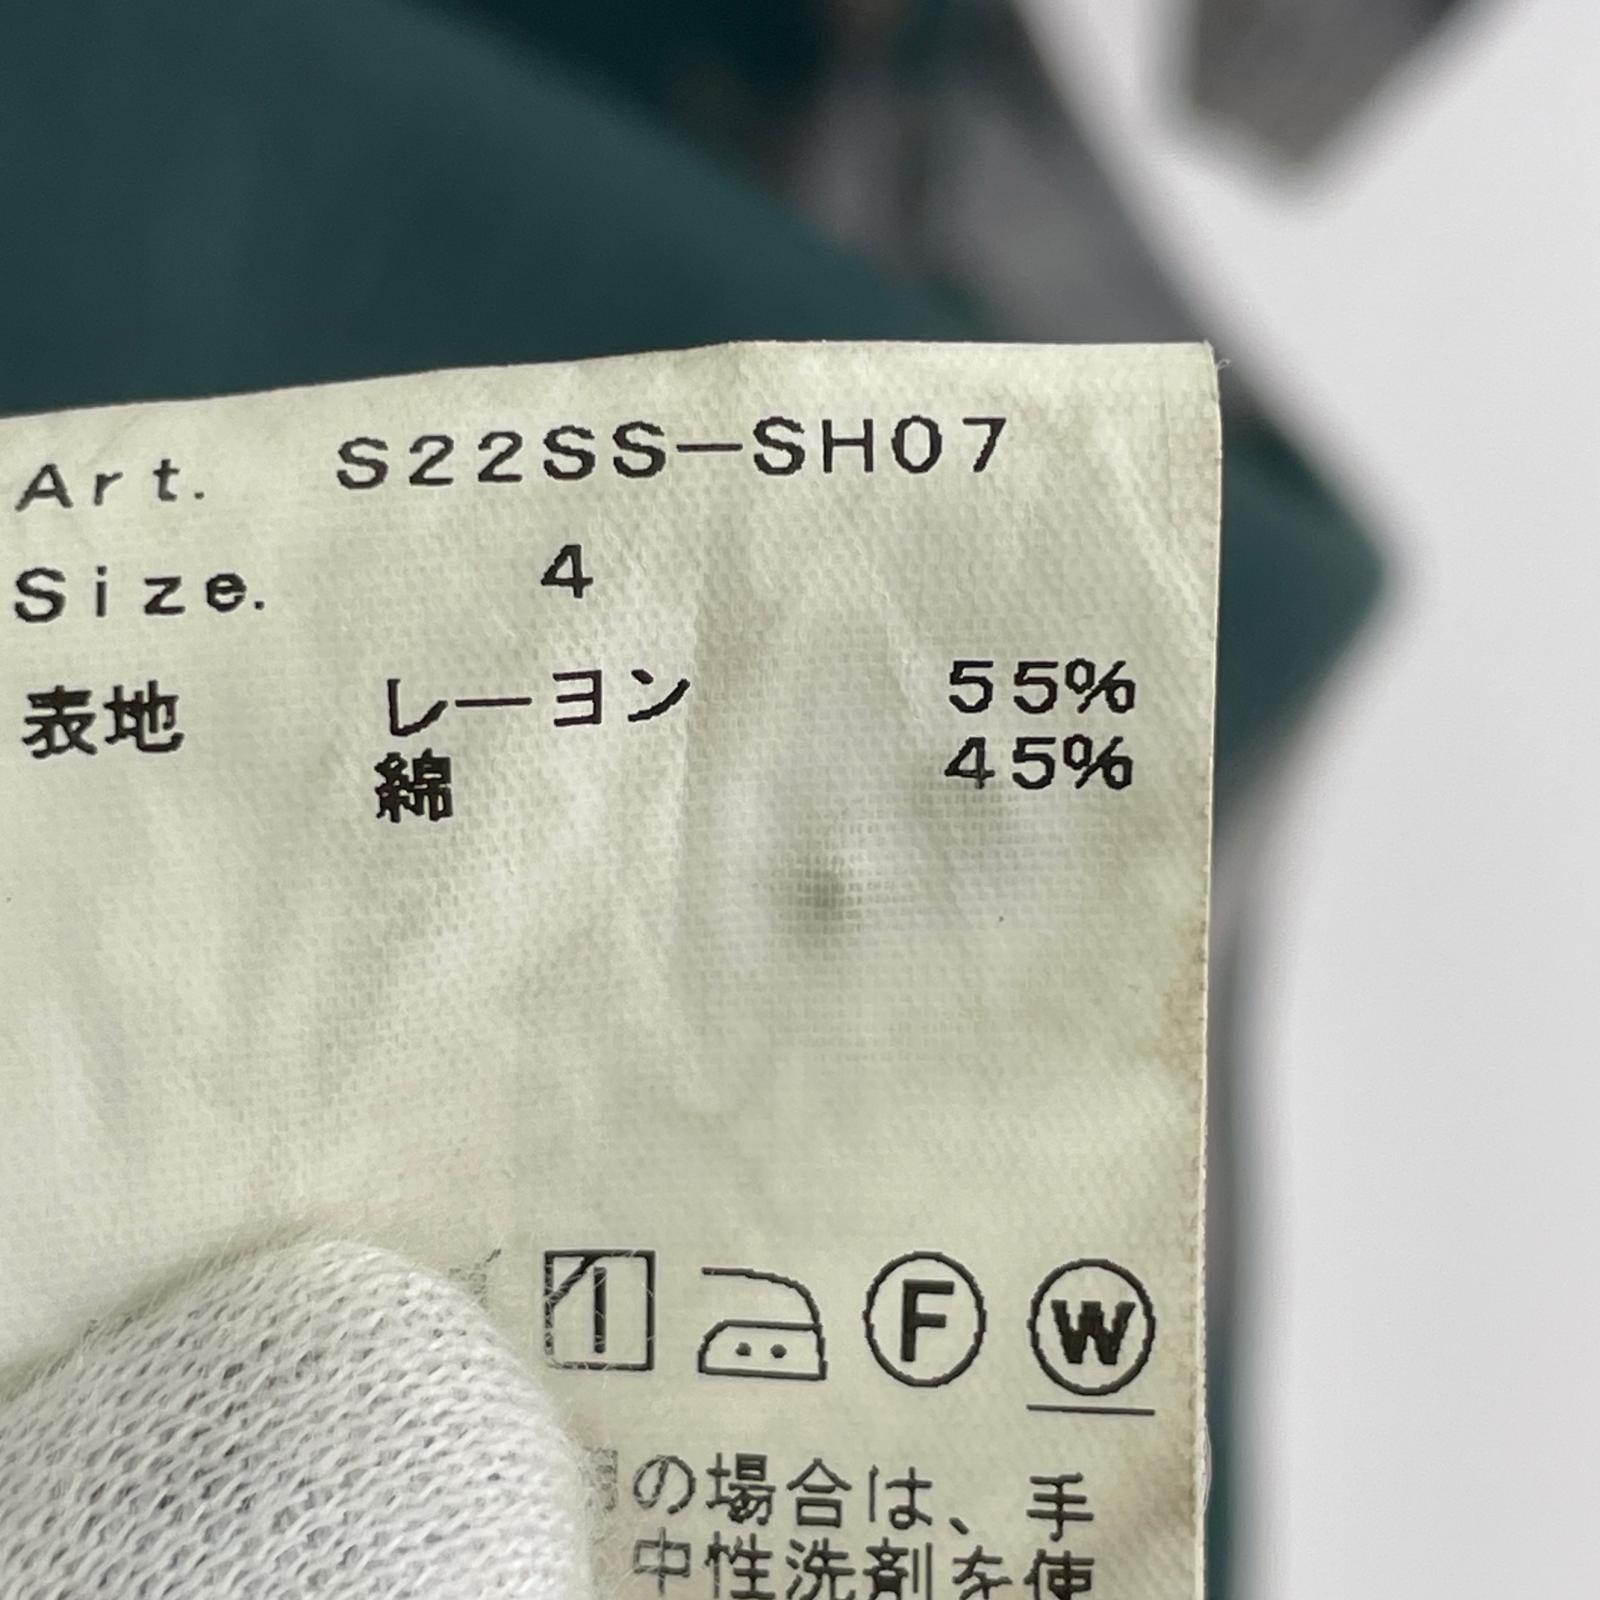 Art. S22SS-SH07
Size. 4
表地 レーヨン 55%
綿 45%
F W
の場合は、手
中性洗剤を使